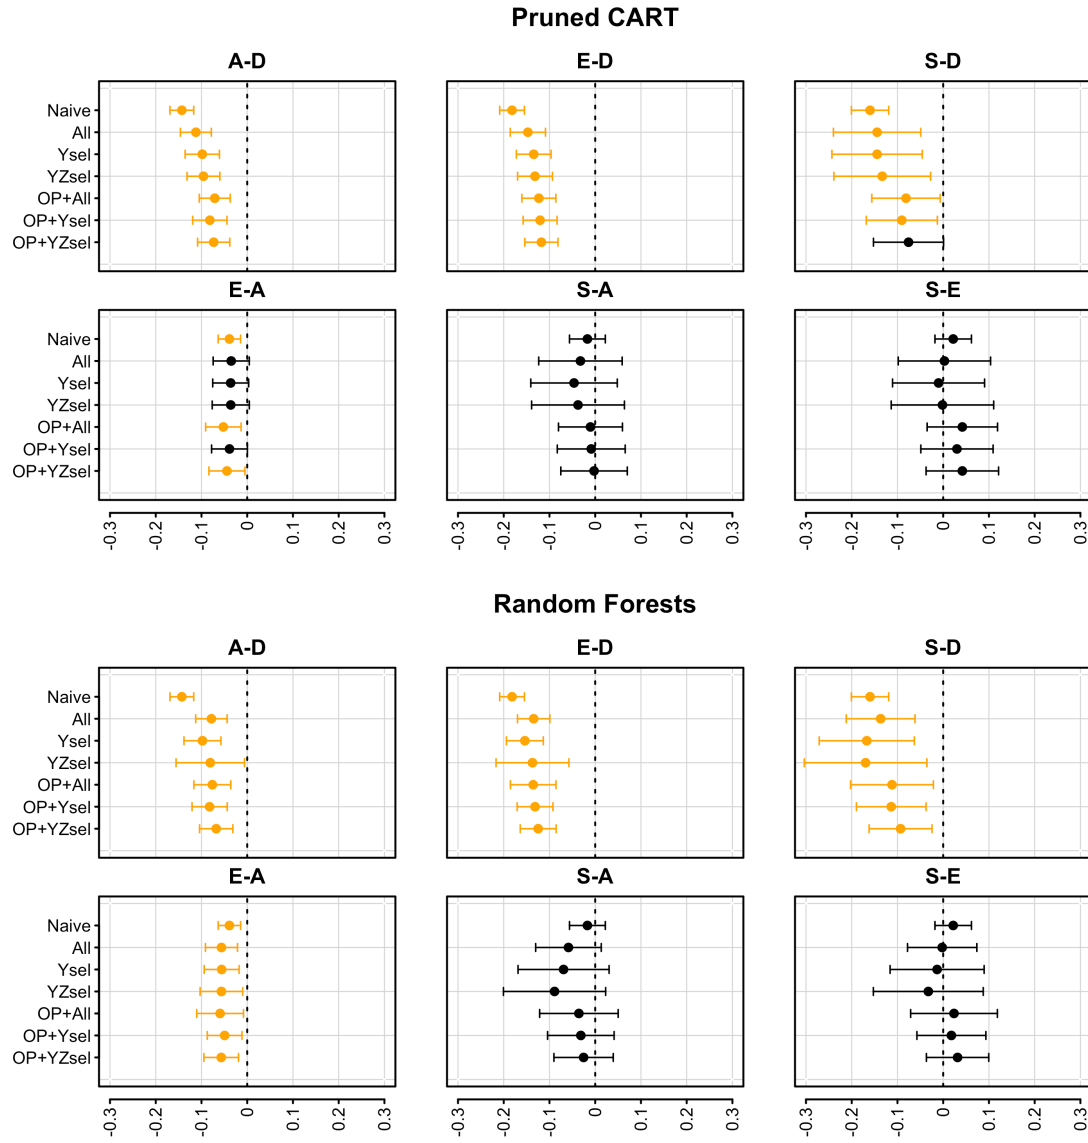 Pruned CART
A-D E-D S-D
Naive
All
Ysel
YZsel
OP+All
OP+Ysel
OP+YZsel
E-A S-A S-E
Naive
All
Ysel
YZsel
OP+All
OP+Ysel
OP+YZsel
-0.3 -0.2 -0.1 0 0.1 0.2 0.3 -0.3 -0.2 -0.1 0 0.1 0.2 0.3 -0.3 -0.2 -0.1 0 0.1 0.2 0.3
Random Forests
A-D E-D S-D
Naive
All
Ysel
YZsel
OP+All
OP+Ysel
OP+YZsel
E-A S-A S-E
Naive
All
Ysel
YZsel
OP+All
OP+Ysel
OP+YZsel
-0.3 -0.2 -0.1 0 0.1 0.2 0.3 -0.3 -0.2 -0.1 0 0.1 0.2 0.3 -0.3 -0.2 -0.1 0 0.1 0.2 0.3